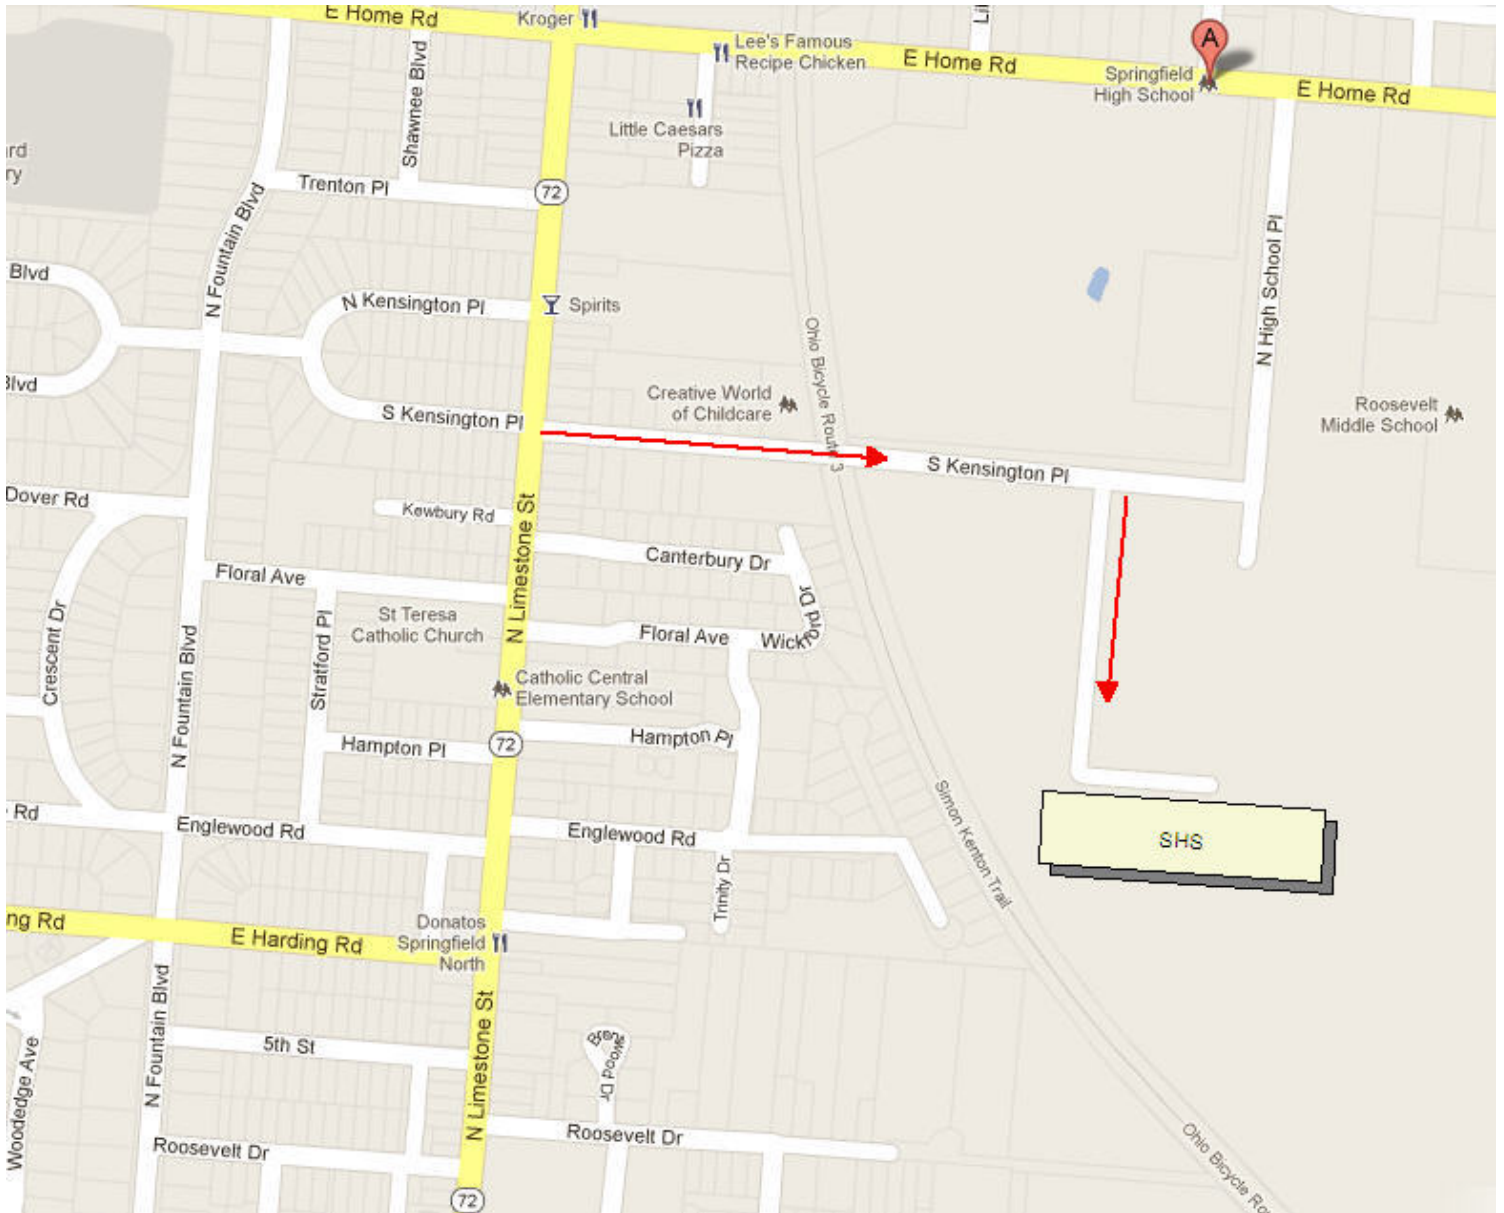 E Home Rd
Kroger
Lee's Famous
Recipe Chicken
E Home Rd
A
Springfield
High School
E Home Rd
Shawnee Blvd
Little Caesars
Pizza
Trenton Pl
72
N Fountain Blvd
Blvd
N Kensington Pl
Spirits
N High School Pl
Ohio Bicycle Route 3
Creative World
of Childcare
S Kensington Pl
Roosevelt
Middle School
S Kensington Pl
Dover Rd
Kewbury Rd
N Limestone St
Canterbury Dr
Floral Ave
St Teresa
Catholic Church
Floral Ave
Wickford Dr
Crescent Dr
Stratford Pl
N Fountain Blvd
Catholic Central
Elementary School
Hampton Pl
72
Hampton Pl
Simon Kenton Trail
Rd
Englewood Rd
Englewood Rd
SHS
Trinity Dr
E Harding Rd
Donatos
Springfield
North
N Fountain Blvd
N Limestone St
5th St
Woodedge Ave
Roosevelt Dr
Roosevelt Dr
72